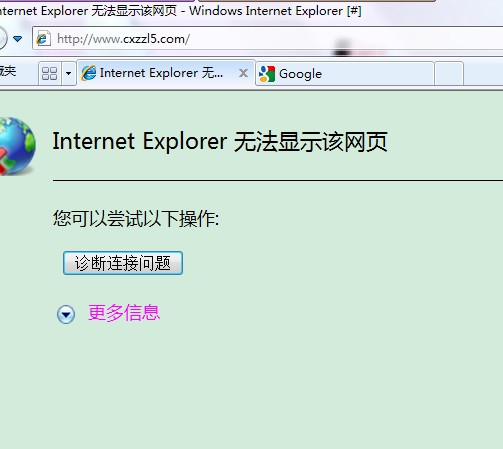 nternet Explorer 无法显示该网页 - Windows Internet Explorer [#]
http://www.cxzzl5.com/
夹 Internet Explorer 无... Google
Internet Explorer 无法显示该网页
您可以尝试以下操作:
诊断连接问题
更多信息